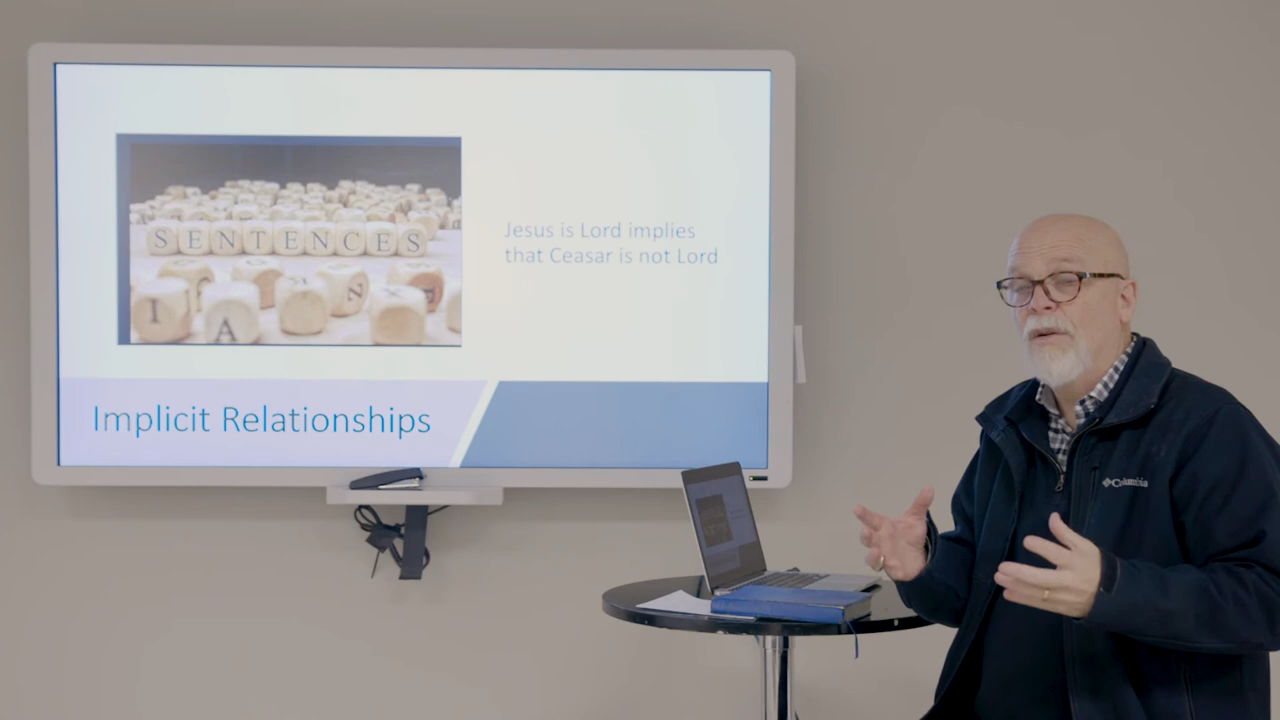 SENTENCES
I A
Jesus is Lord implies
that Ceasar is not Lord
Implicit Relationships
Columbia